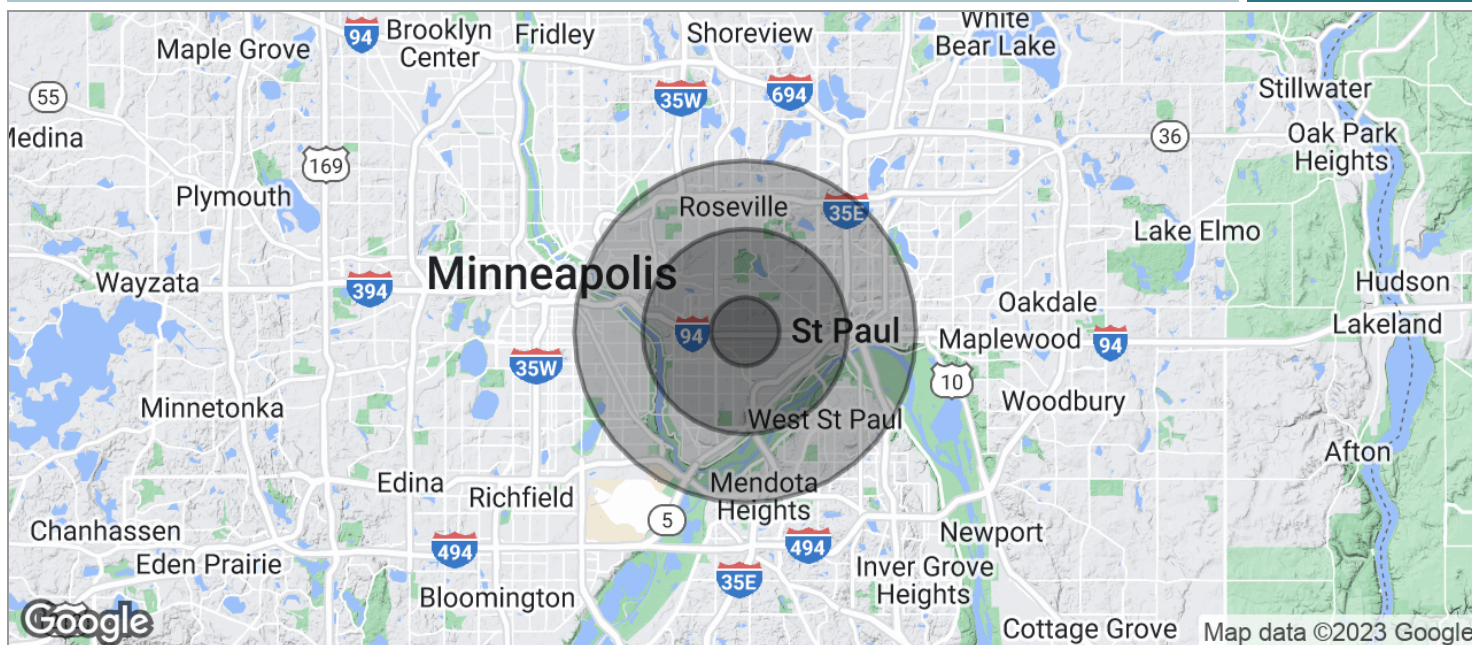 White
Bear Lake
94
Brooklyn
Center
Fridley
Shoreview
Maple Grove
55
35W
694
Stillwater
Medina
36
Oak Park
Heights
169
Plymouth
Roseville
35E
Lake Elmo
Minneapolis
Wayzata
394
Hudson
Oakdale
94
St Paul
Maplewood
94
Lakeland
35W
10
Minnetonka
West St Paul
Woodbury
Afton
Edina
Richfield
Mendota
Heights
5
Chanhassen
Newport
494
494
Eden Prairie
35E
Inver Grove
Heights
Bloomington
Google
Cottage Grove
Map data ©2023 Google